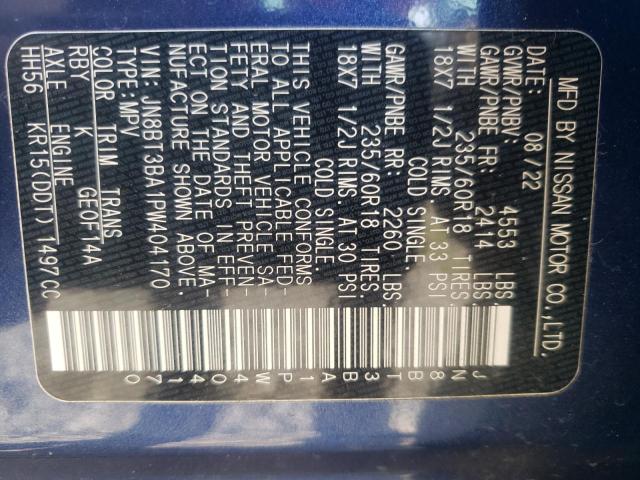 MFD BY NISSAN MOTOR CO.,LTD.
DATE: 08/22
GVWR/PNBV: 4553 LBS.
GAWR/PNBE FR: 2414 LBS.
WITH 235/60R18 TIRES.
18X7 1/2J RIMS. AT 33 PSI
COLD SINGLE.
GAWR/PNBE RR: 2260 LBS.
WITH 235/60R18 TIRES.
18X7 1/2J RIMS. AT 30 PSI
COLD SINGLE.
THIS VEHICLE CONFORMS
TO ALL APPLICABLE FED-
ERAL MOTOR VEHICLE SA-
FETY AND THEFT PREVEN-
TION STANDARDS IN EFF-
ECT ON THE DATE OF MA-
NUFACTURE SHOWN ABOVE.
JN8BT3BA1PW404170
TYPE: MPV
COLOR TRIM TRANS
K GE0F14A
AXLE ENGINE
HH56 KR15(DDT) 1497CC
JN8BT3BA1PW404170